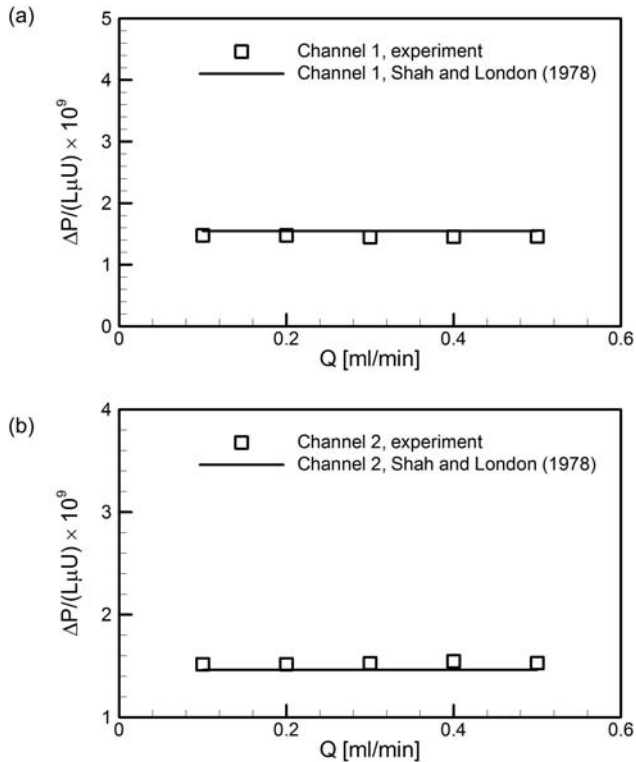 (a)
5
4
3
2
1
0
ΔP/(LμU) × 10⁹
Channel 1, experiment
Channel 1, Shah and London (1978)
0
0.2
0.4
0.6
Q [ml/min]
(b)
4
3
2
1
ΔP/(LμU) × 10⁹
Channel 2, experiment
Channel 2, Shah and London (1978)
0
0.2
0.4
0.6
Q [ml/min]